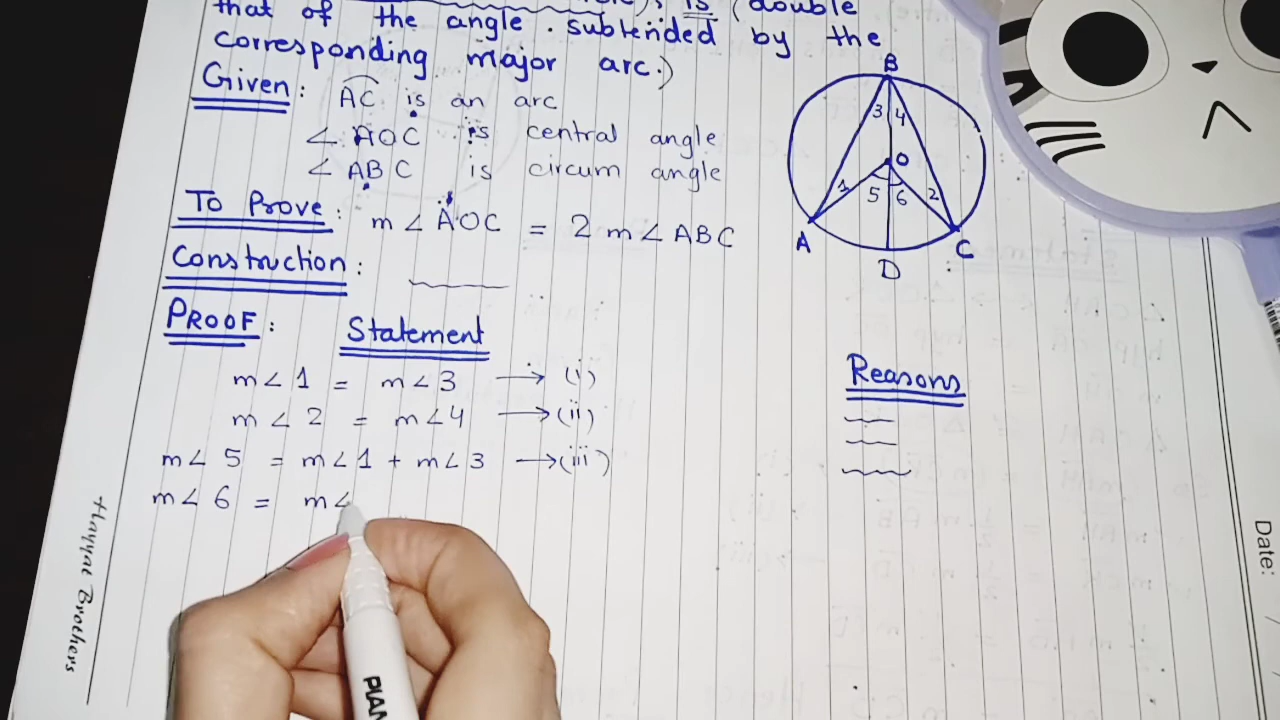 that of the angle subtended by the
corresponding major arc.)
Given: AC is an arc
∠ AOC is central angle
∠ ABC is circum angle
To Prove: m∠AOC = 2 m∠ABC
Construction:
PROOF: Statement
m∠1 = m∠3 → (i)
m∠2 = m∠4 → (ii)
m∠5 = m∠1 + m∠3 → (iii)
m∠6 = m∠
Reasons
B
3 4
O
1 5 6 2
A
C
D
PLAN
Hayyat Brothers
Date: